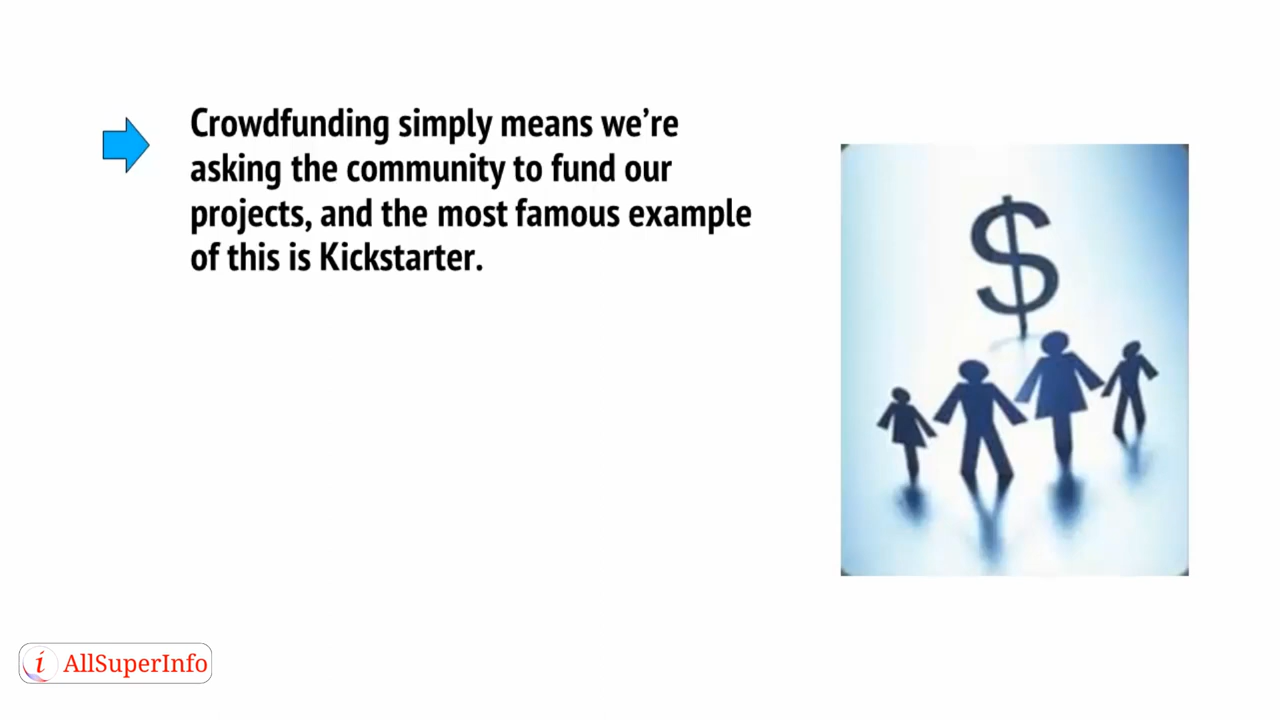 Crowdfunding simply means we’re
asking the community to fund our
projects, and the most famous example
of this is Kickstarter.
$
i AllSuperInfo